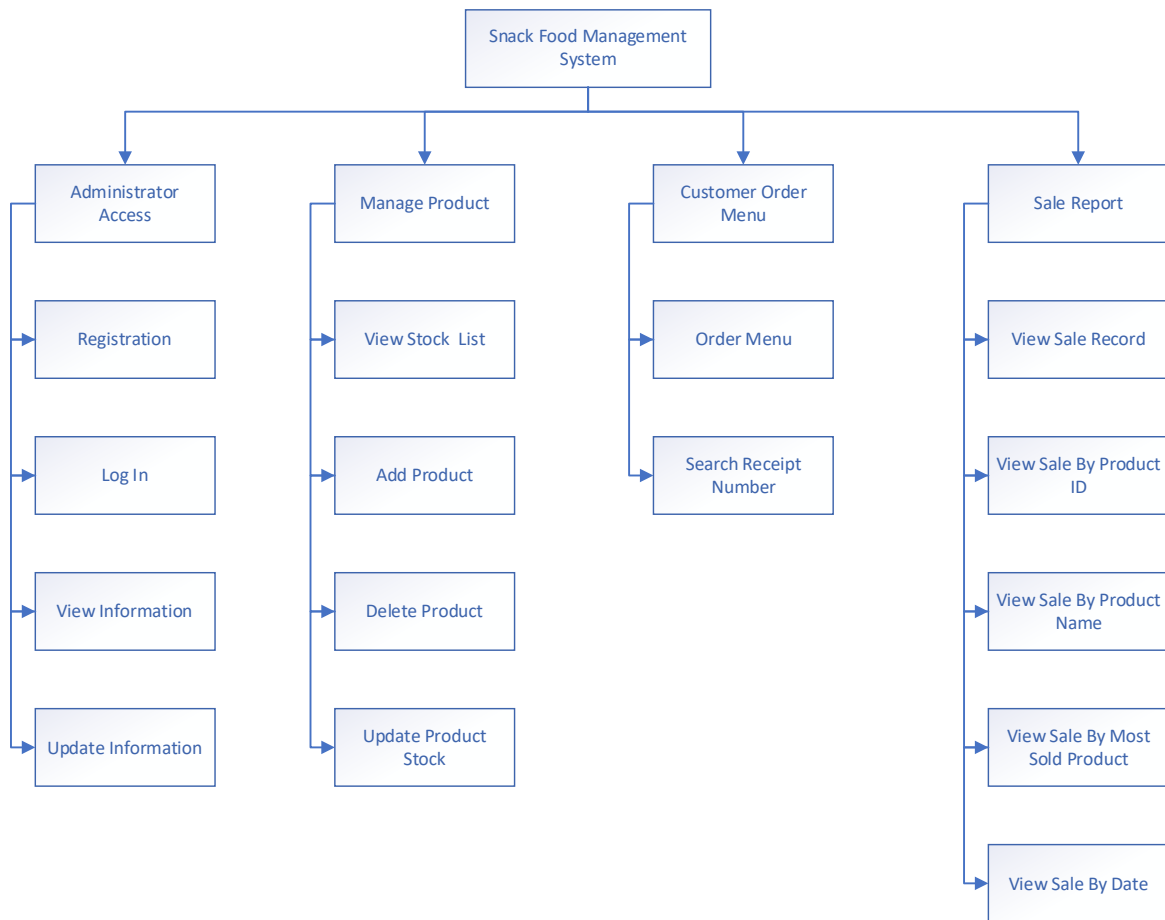 Snack Food Management
System
Administrator
Access
Registration
Log In
View Information
Update Information
Manage Product
View Stock List
Add Product
Delete Product
Update Product
Stock
Customer Order
Menu
Order Menu
Search Receipt
Number
Sale Report
View Sale Record
View Sale By Product
ID
View Sale By Product
Name
View Sale By Most
Sold Product
View Sale By Date